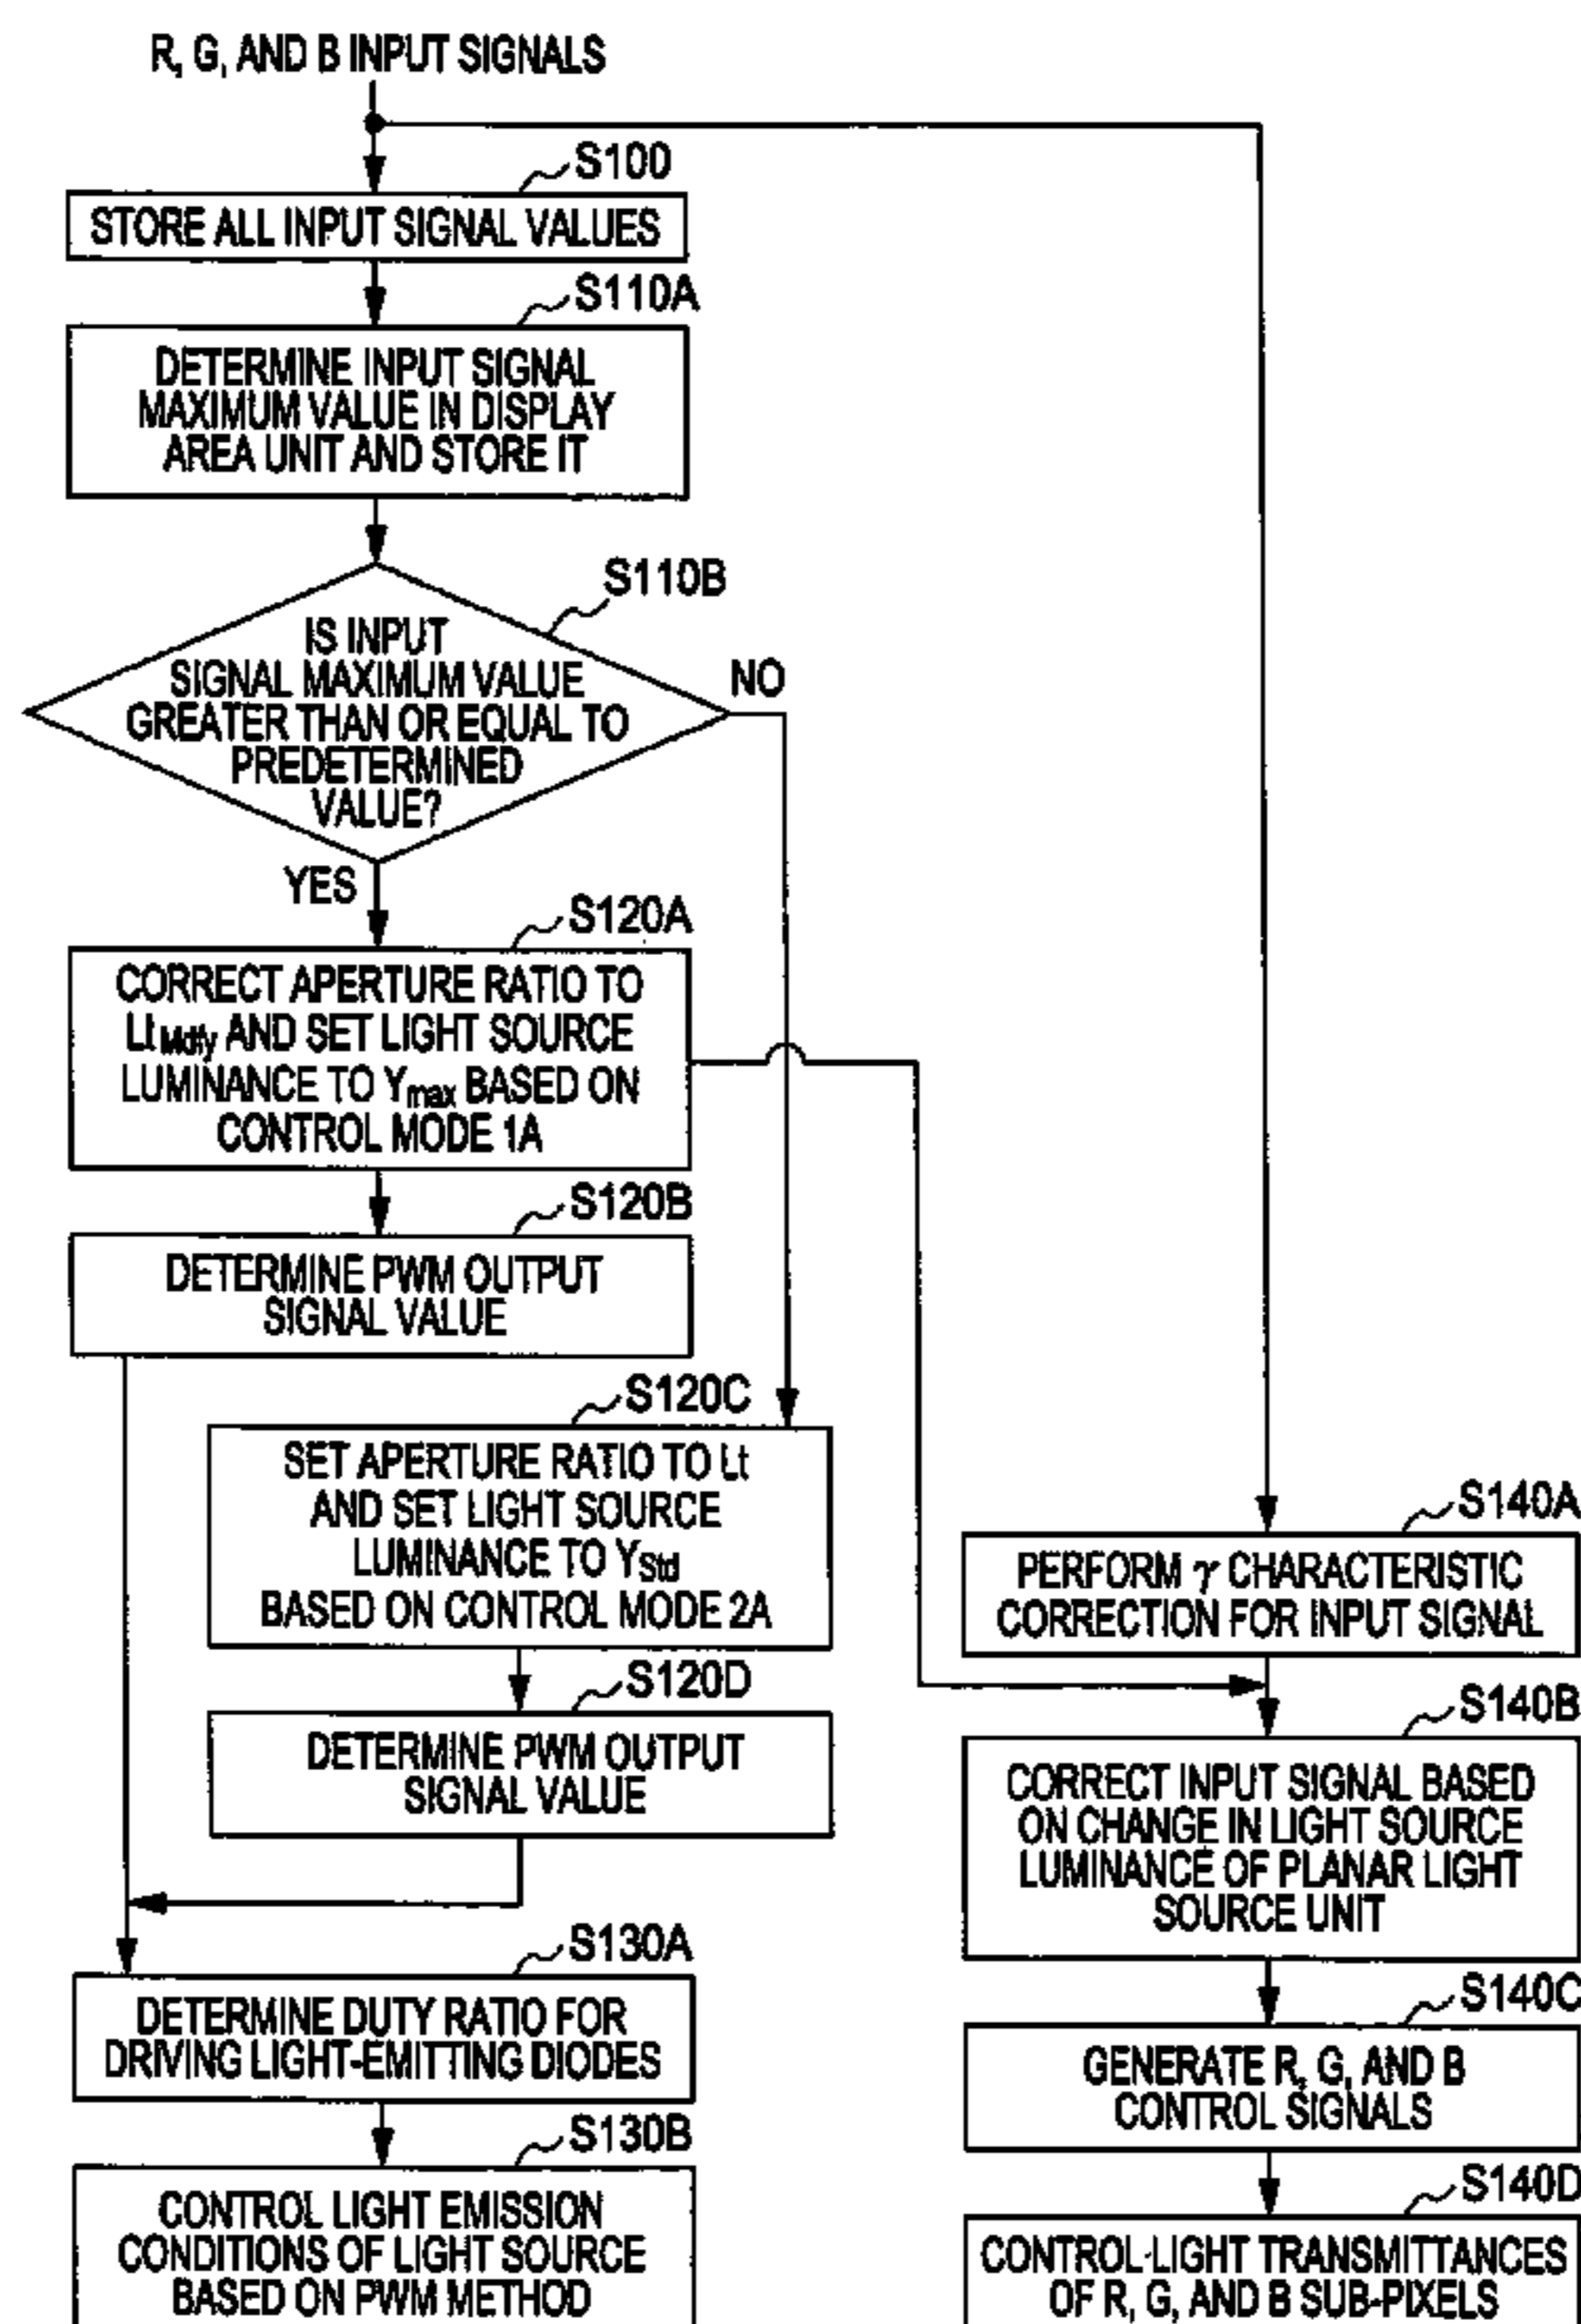 R, G, AND B INPUT SIGNALS
S100
STORE ALL INPUT SIGNAL VALUES
S110A
DETERMINE INPUT SIGNAL
MAXIMUM VALUE IN DISPLAY
AREA UNIT AND STORE IT
S110B
IS INPUT
SIGNAL MAXIMUM VALUE
GREATER THAN OR EQUAL TO
PREDETERMINED
VALUE?
NO
YES
S120A
CORRECT APERTURE RATIO TO
Lt Mdfy AND SET LIGHT SOURCE
LUMINANCE TO Ymax BASED ON
CONTROL MODE 1A
S120B
DETERMINE PWM OUTPUT
SIGNAL VALUE
S120C
SET APERTURE RATIO TO Lt
AND SET LIGHT SOURCE
LUMINANCE TO YStd
BASED ON CONTROL MODE 2A
S120D
DETERMINE PWM OUTPUT
SIGNAL VALUE
S130A
DETERMINE DUTY RATIO FOR
DRIVING LIGHT-EMITTING DIODES
S130B
CONTROL LIGHT EMISSION
CONDITIONS OF LIGHT SOURCE
BASED ON PWM METHOD
S140A
PERFORM γ CHARACTERISTIC
CORRECTION FOR INPUT SIGNAL
S140B
CORRECT INPUT SIGNAL BASED
ON CHANGE IN LIGHT SOURCE
LUMINANCE OF PLANAR LIGHT
SOURCE UNIT
S140C
GENERATE R, G, AND B
CONTROL SIGNALS
S140D
CONTROL-LIGHT TRANSMITTANCES
OF R, G, AND B SUB-PIXELS